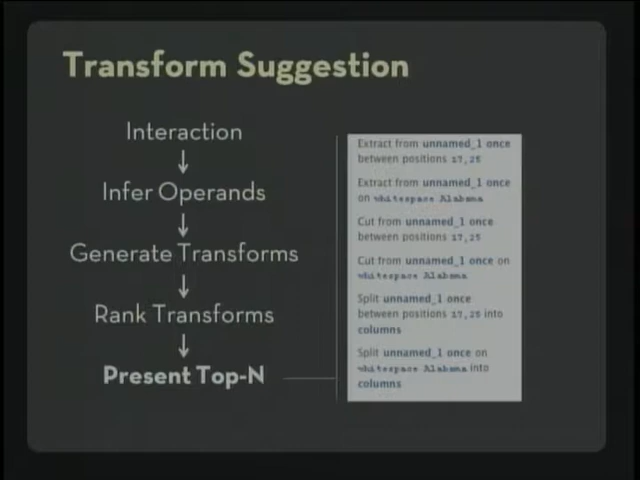 Transform Suggestion
Interaction
Infer Operands
Generate Transforms
Rank Transforms
Present Top-N
Extract from unnamed_1 once
between positions 17,25
Extract from unnamed_1 once
on whitespace Alabama
Cut from unnamed_1 once
between positions 17,25
Cut from unnamed_1 once on
whitespace Alabama
Split unnamed_1 once
between positions 17,25 into
columns
Split unnamed_1 once on
whitespace Alabama into
columns